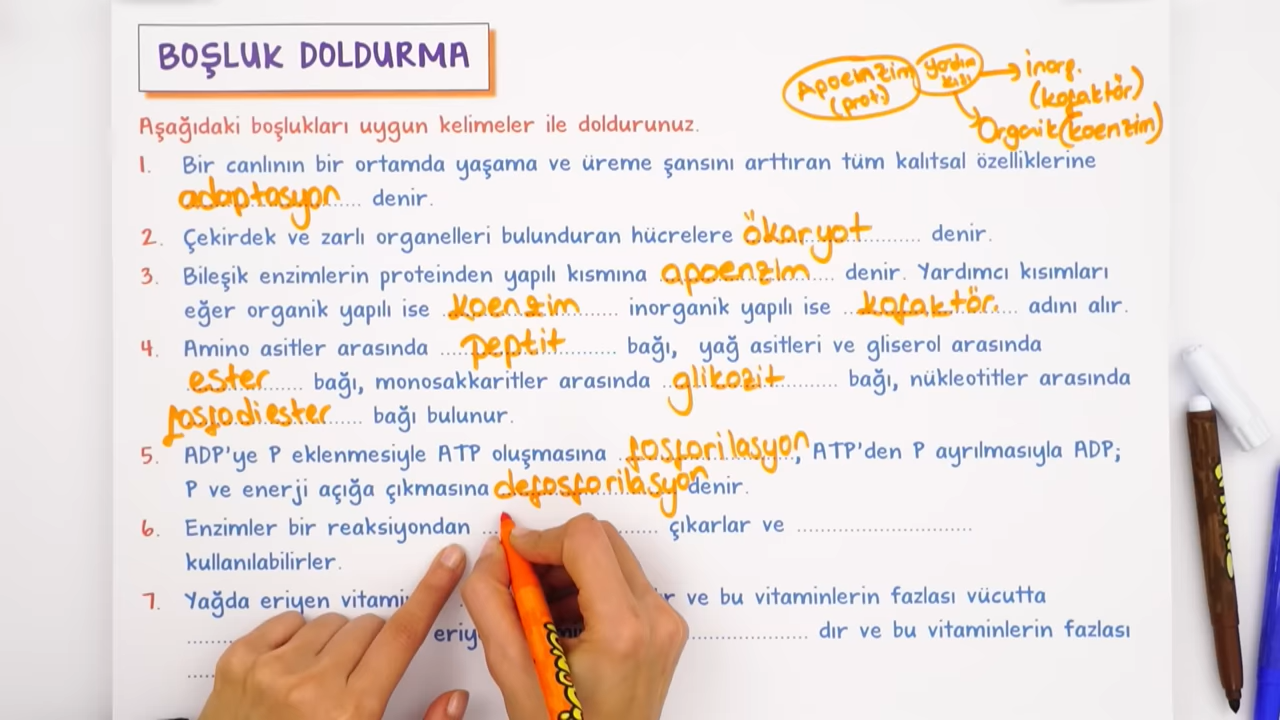 BOŞLUK DOLDURMA
Apoenzim yardım kısı inorg.
(prot.) (kofaktör)
Organik (koenzim)
Aşağıdaki boşlukları uygun kelimeler ile doldurunuz.
1. Bir canlının bir ortamda yaşama ve üreme şansını arttıran tüm kalıtsal özelliklerine
adaptasyon denir.
2. Çekirdek ve zarlı organelleri bulunduran hücrelere ökaryot denir.
3. Bileşik enzimlerin proteinden yapılı kısmına apoenzim denir. Yardımcı kısımları
eğer organik yapılı ise koenzim inorganik yapılı ise kofaktör adını alır.
4. Amino asitler arasında peptit bağı, yağ asitleri ve gliserol arasında
ester bağı, monosakkaritler arasında glikozit bağı, nükleotitler arasında
fosfodiester bağı bulunur.
5. ADP'ye P eklenmesiyle ATP oluşmasına fosforilasyon, ATP'den P ayrılmasıyla ADP;
P ve enerji açığa çıkmasına defosforilasyon denir.
6. Enzimler bir reaksiyondan ........ çıkarlar ve ........
kullanılabilirler.
7. Yağda eriyen ve bu vitaminlerin fazlası vücutta
........ dır ve bu vitaminlerin fazlası